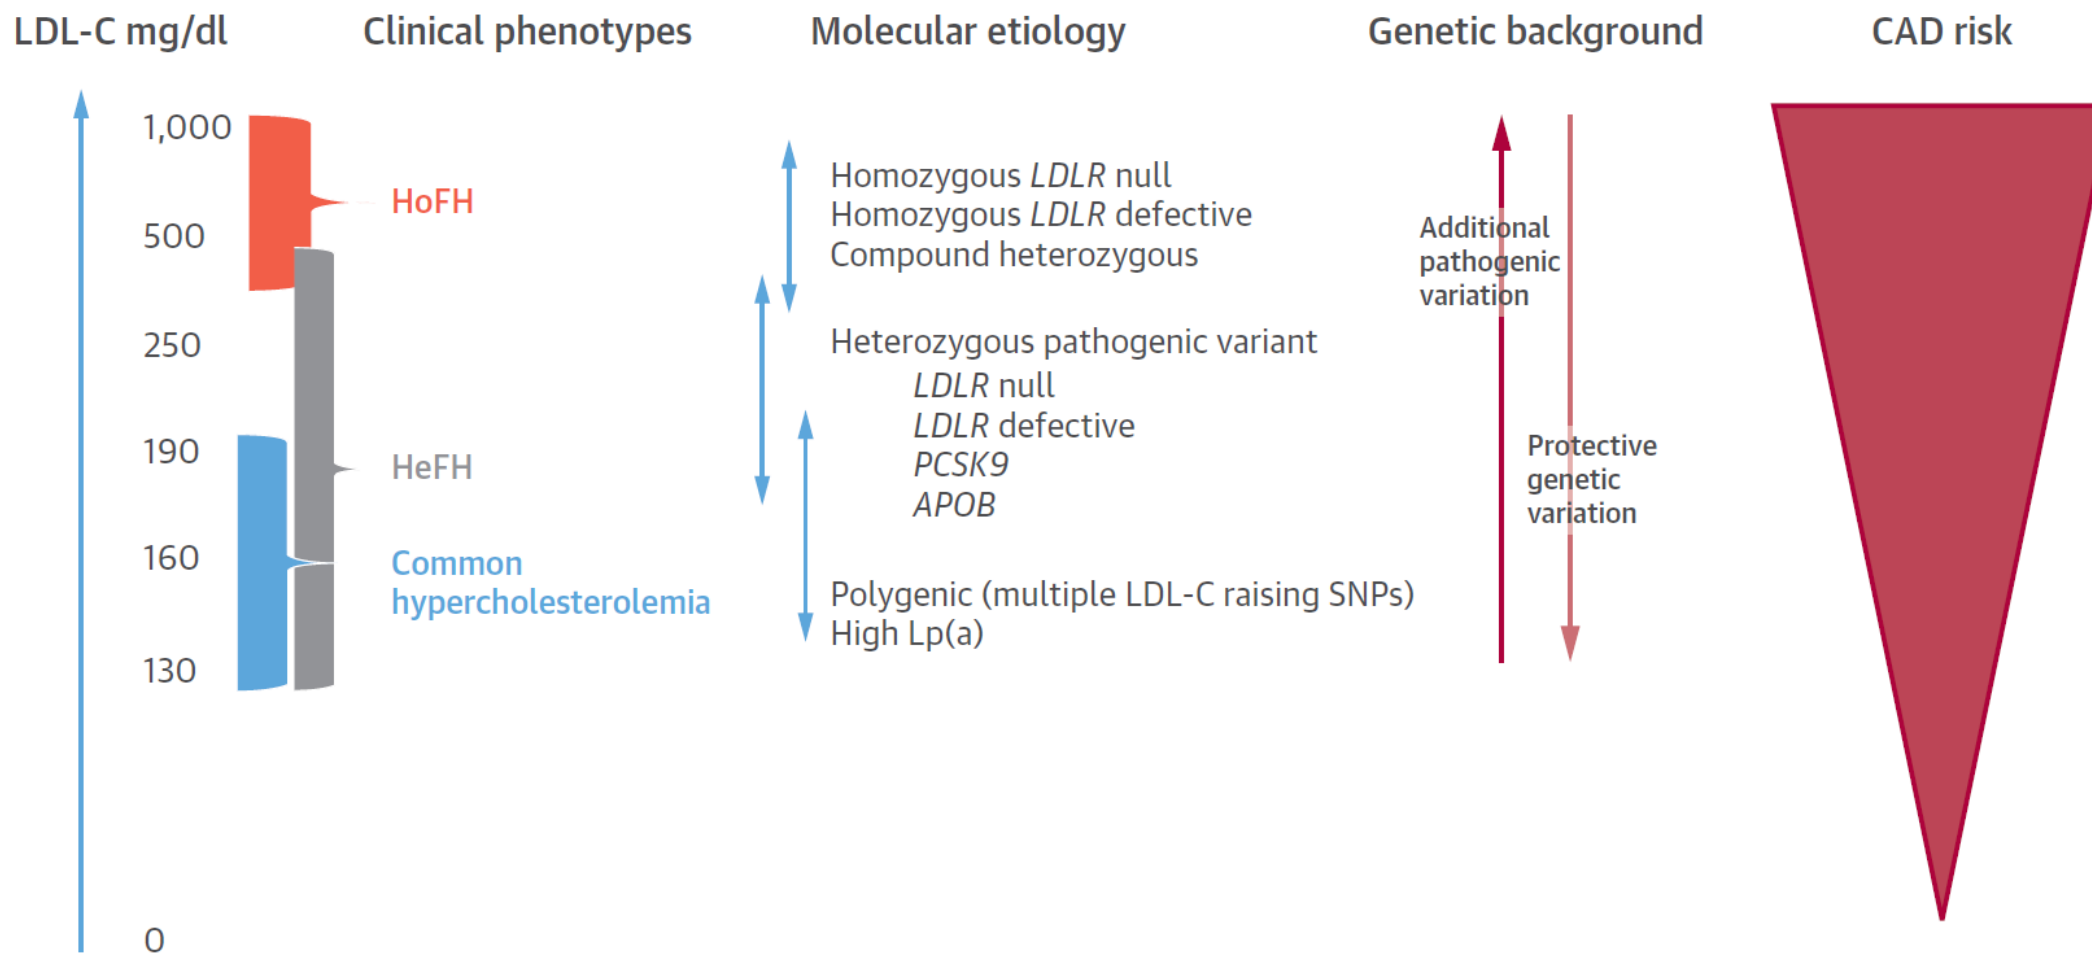 LDL-C mg/dl
Clinical phenotypes
Molecular etiology
Genetic background
CAD risk
1,000
500
250
190
160
130
0
HoFH
HeFH
Common
hypercholesterolemia
Homozygous LDLR null
Homozygous LDLR defective
Compound heterozygous
Heterozygous pathogenic variant
LDLR null
LDLR defective
PCSK9
APOB
Polygenic (multiple LDL-C raising SNPs)
High Lp(a)
Additional
pathogenic
variation
Protective
genetic
variation